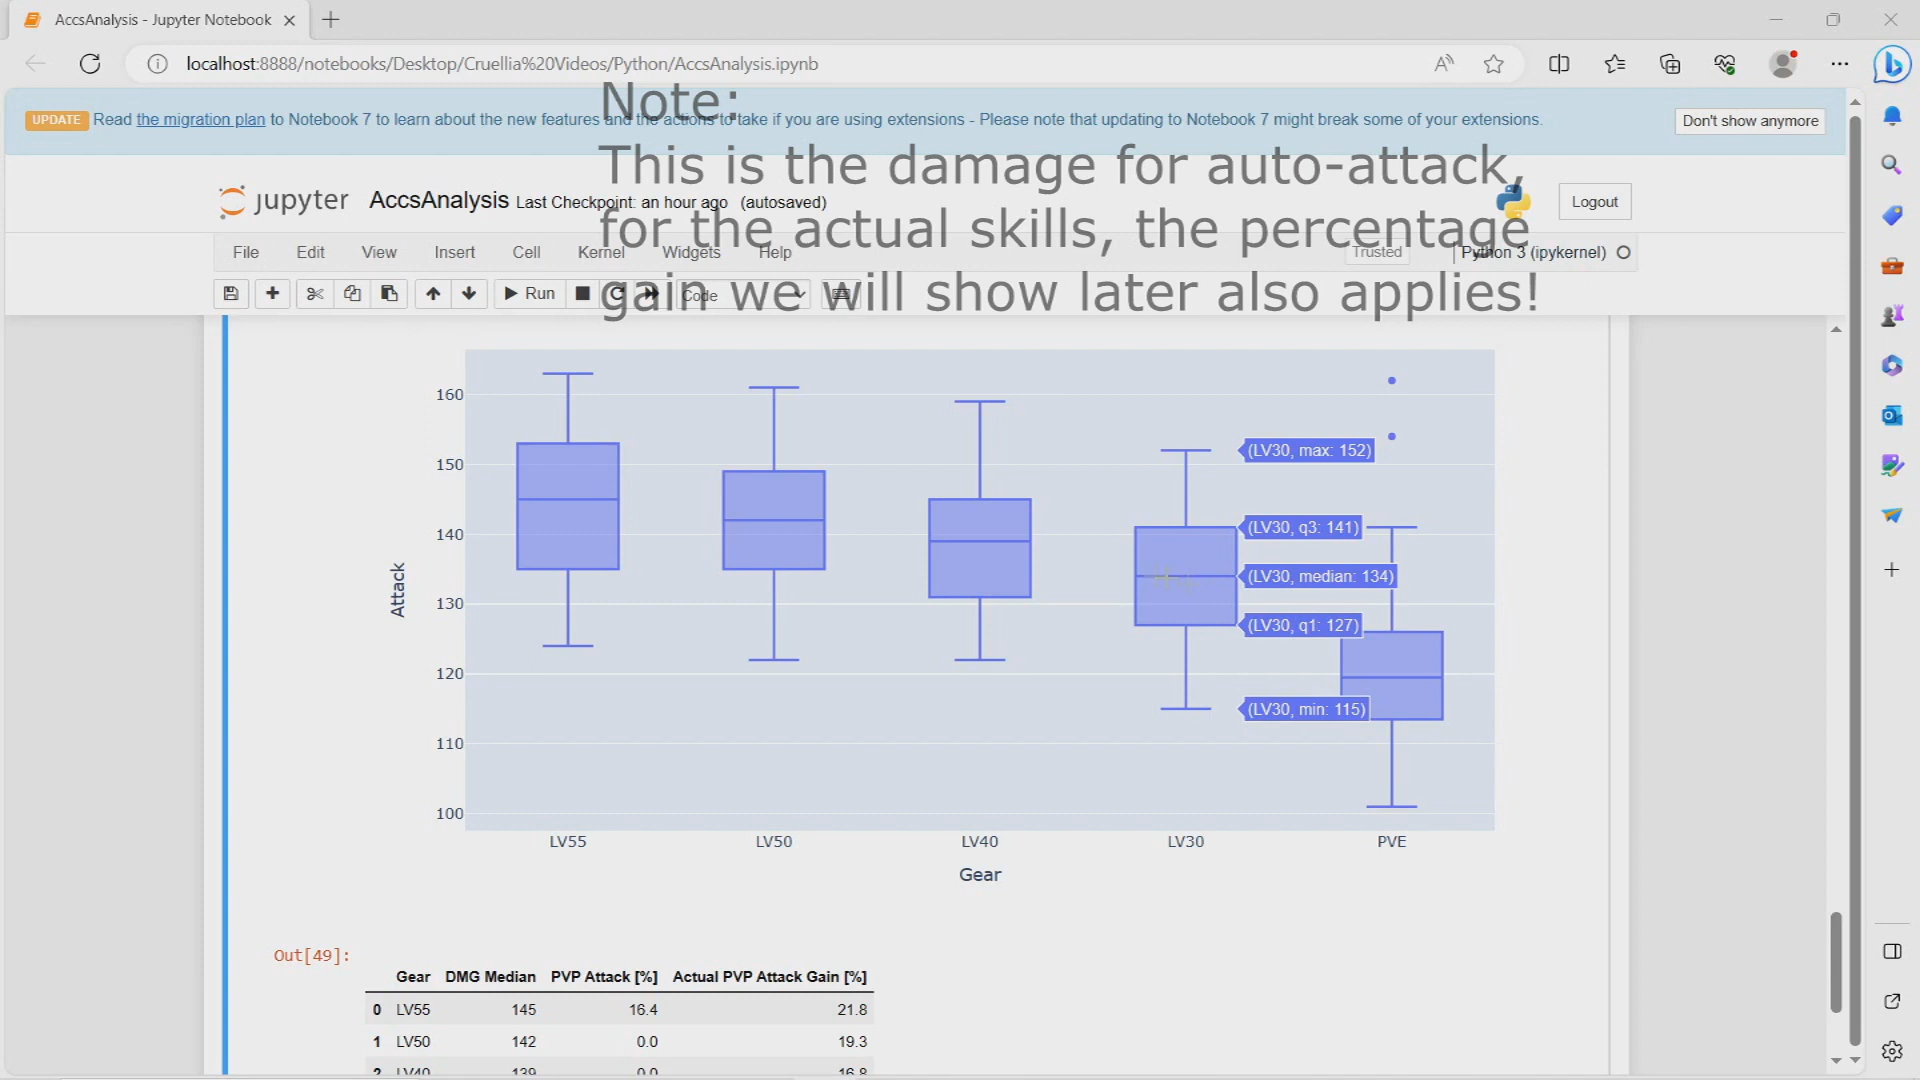 AccsAnalysis - Jupyter Notebook
localhost:8888/notebooks/Desktop/Cruellia%20Videos/Python/AccsAnalysis.ipynb
Note:
This is the damage for auto-attack,
for the actual skills, the percentage
gain we will show later also applies!
UPDATE Read the migration plan to Notebook 7 to learn about the new features and the actions to take if you are using extensions - Please note that updating to Notebook 7 might break some of your extensions.
Don't show anymore
jupyter AccsAnalysis Last Checkpoint: an hour ago (autosaved)
Logout
File Edit View Insert Cell Kernel Widgets Help
Trusted
Python 3 (ipykernel)
Run
Code
160
150
140
130
120
110
100
Attack
(LV30, max: 152)
(LV30, q3: 141)
(LV30, median: 134)
(LV30, q1: 127)
(LV30, min: 115)
LV55 LV50 LV40 LV30 PVE
Gear
Out[49]:
Gear DMG Median PVP Attack [%] Actual PVP Attack Gain [%]
0 LV55 145 16.4 21.8
1 LV50 142 0.0 19.3
2 LV40 139 0.0 16.8